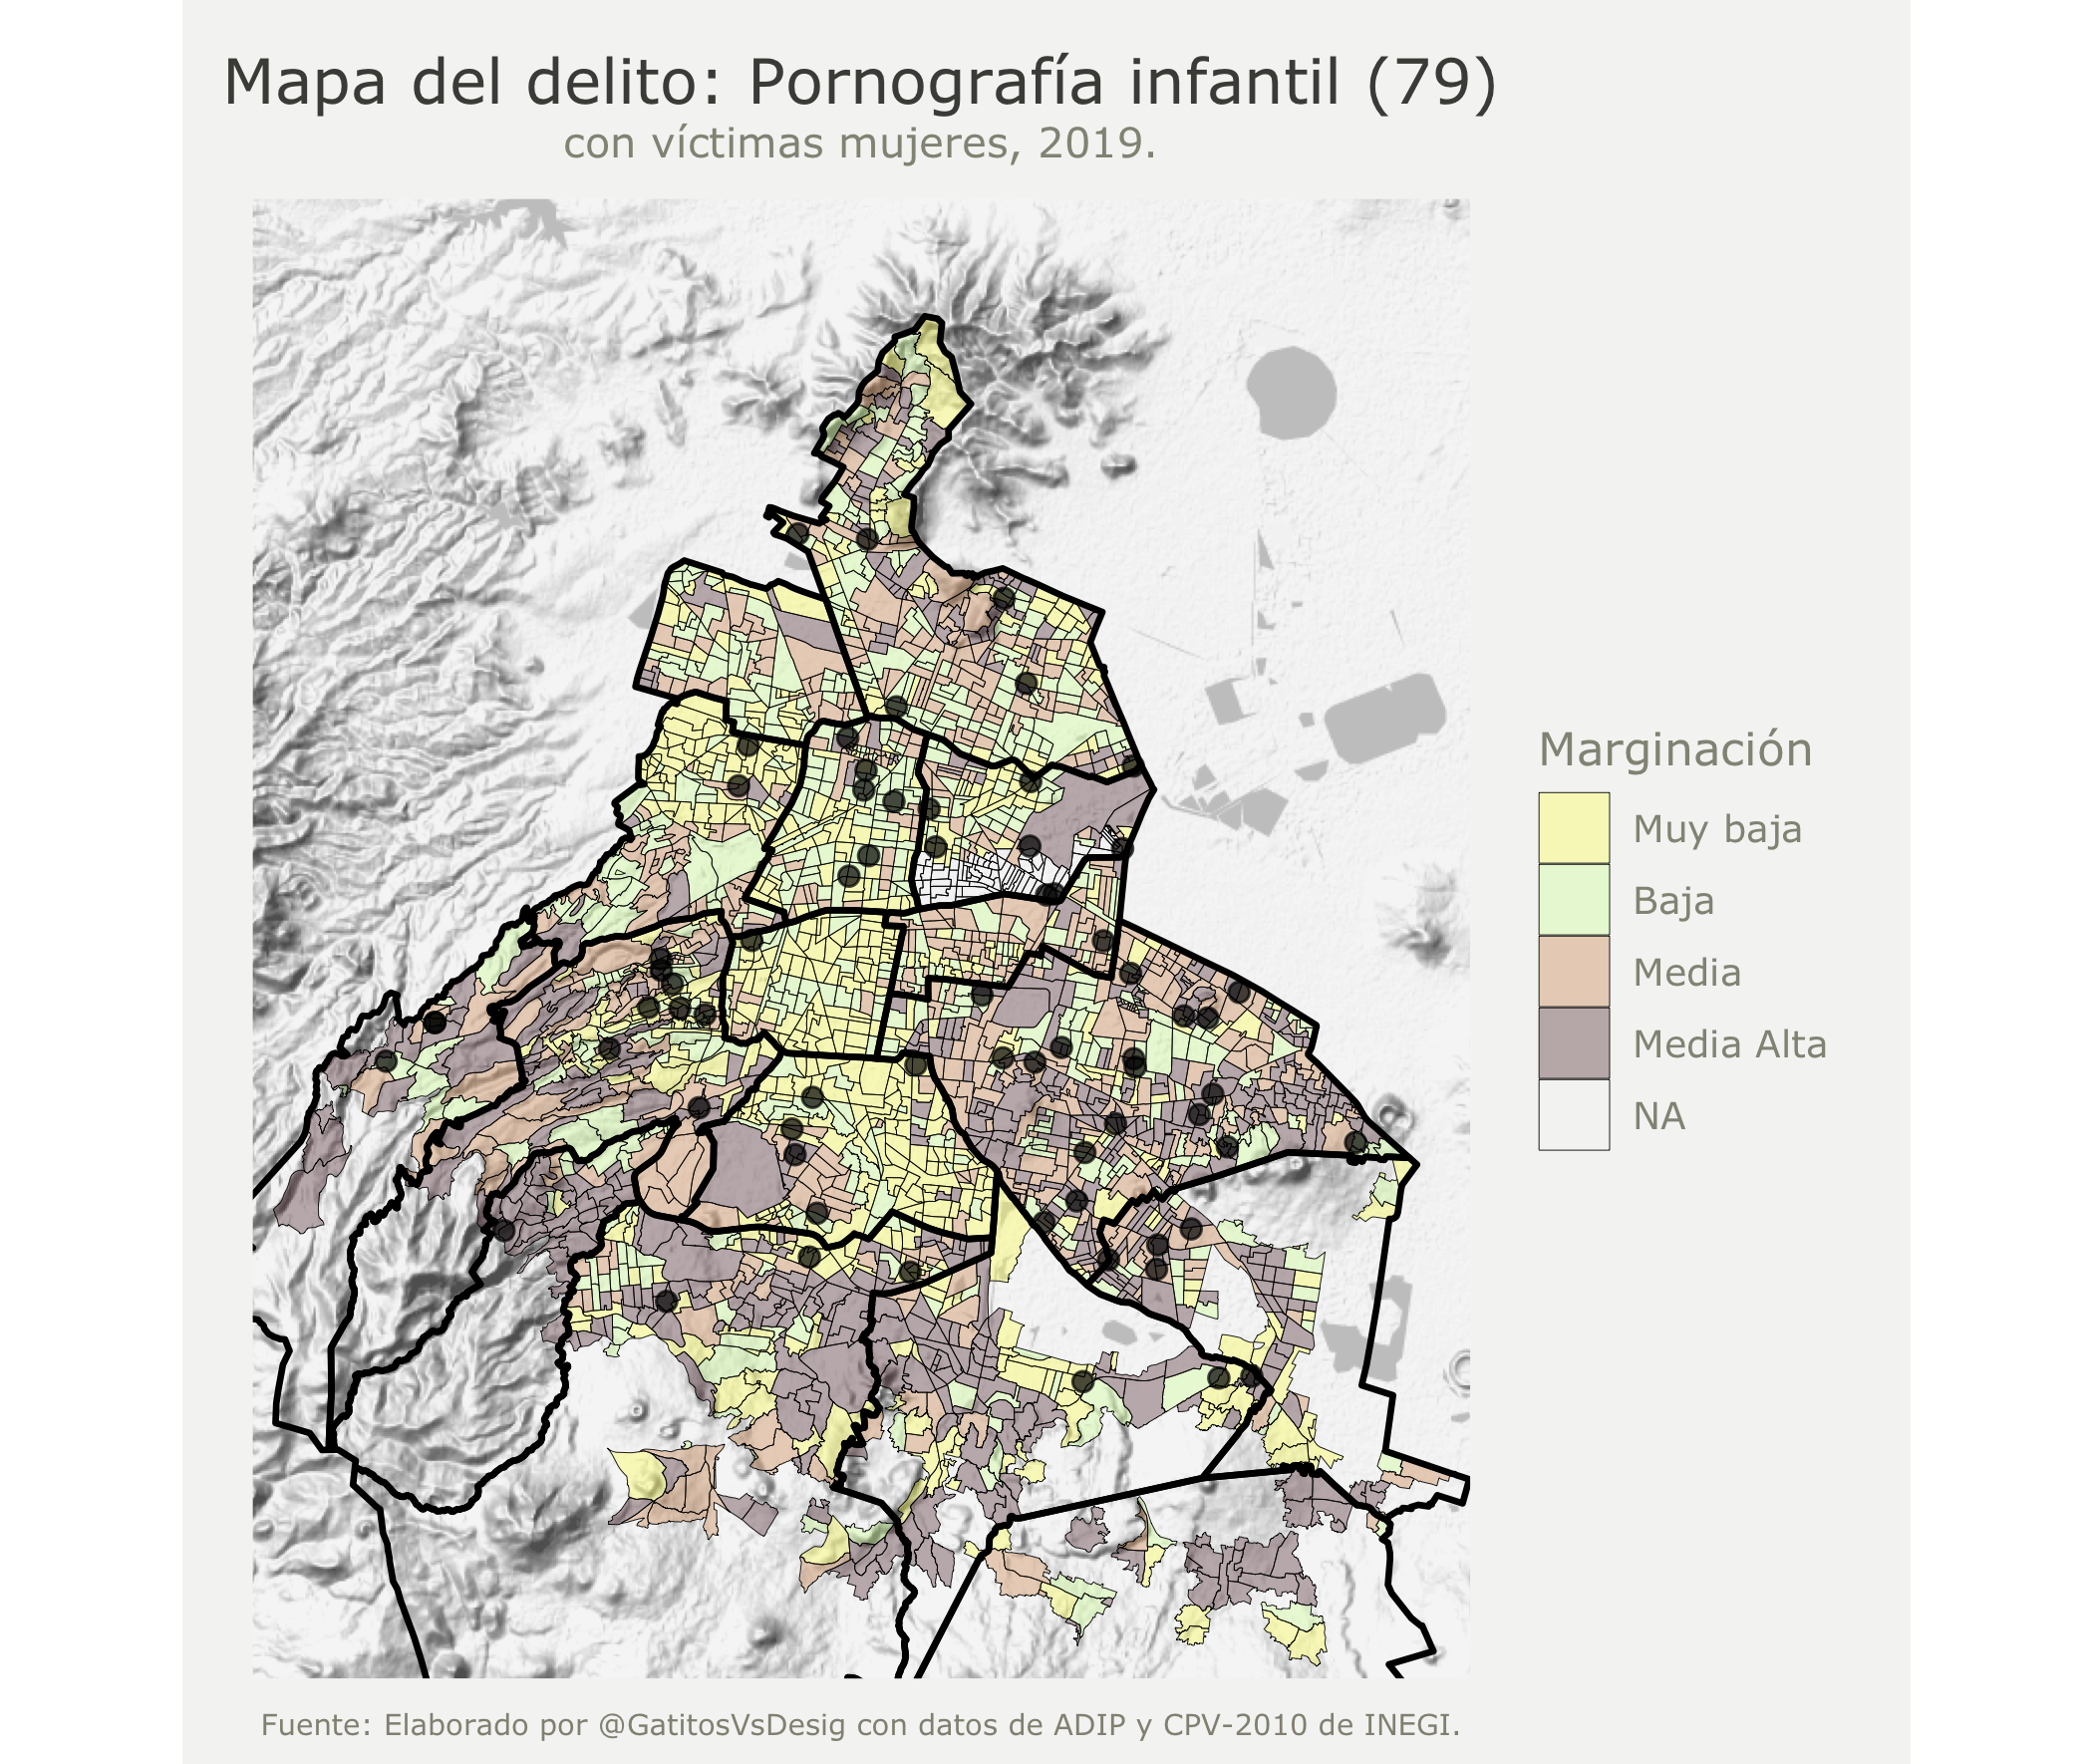 Mapa del delito: Pornografía infantil (79)
con víctimas mujeres, 2019.
Marginación
Muy baja
Baja
Media
Media Alta
NA
Fuente: Elaborado por @GatitosVsDesig con datos de ADIP y CPV-2010 de INEGI.